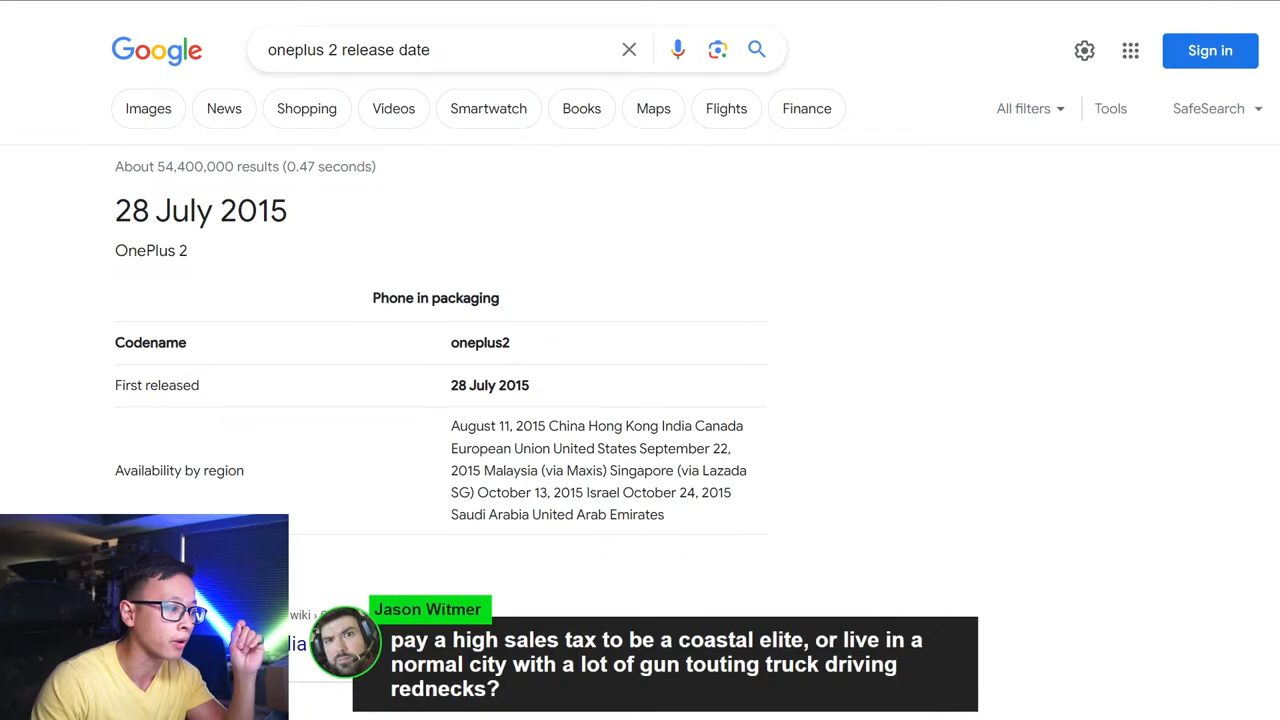 Google
oneplus 2 release date
Sign in
Images
News
Shopping
Videos
Smartwatch
Books
Maps
Flights
Finance
All filters
Tools
SafeSearch
About 54,400,000 results (0.47 seconds)
28 July 2015
OnePlus 2
Phone in packaging
Codename
oneplus2
First released
28 July 2015
Availability by region
August 11, 2015 China Hong Kong India Canada
European Union United States September 22,
2015 Malaysia (via Maxis) Singapore (via Lazada
SG) October 13, 2015 Israel October 24, 2015
Saudi Arabia United Arab Emirates
wiki ›
dia
Jason Witmer
pay a high sales tax to be a coastal elite, or live in a
normal city with a lot of gun touting truck driving
rednecks?